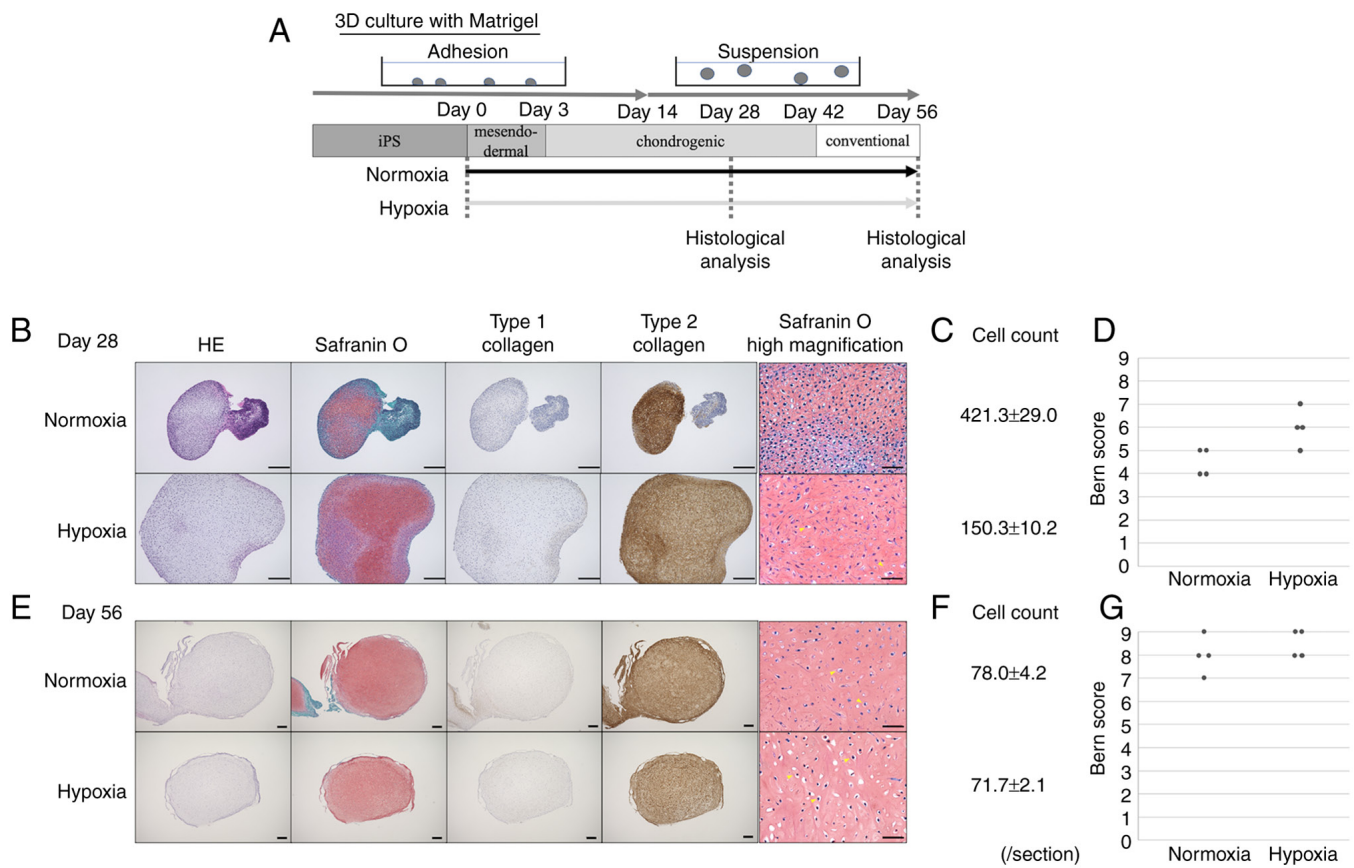 A
3D culture with Matrigel
Adhesion
Suspension
Day 0
Day 3
Day 14
Day 28
Day 42
Day 56
iPS
mesendo-
dermal
chondrogenic
conventional
Normoxia
Hypoxia
Histological
analysis
Histological
analysis
B
Day 28
HE
Safranin O
Type 1
collagen
Type 2
collagen
Safranin O
high magnification
Normoxia
Hypoxia
C
Cell count
421.3±29.0
150.3±10.2
D
Bern score
9
8
7
6
5
4
3
2
1
0
Normoxia
Hypoxia
E
Day 56
Normoxia
Hypoxia
F
Cell count
78.0±4.2
71.7±2.1
(/section)
G
Bern score
9
8
7
6
5
4
3
2
1
0
Normoxia
Hypoxia